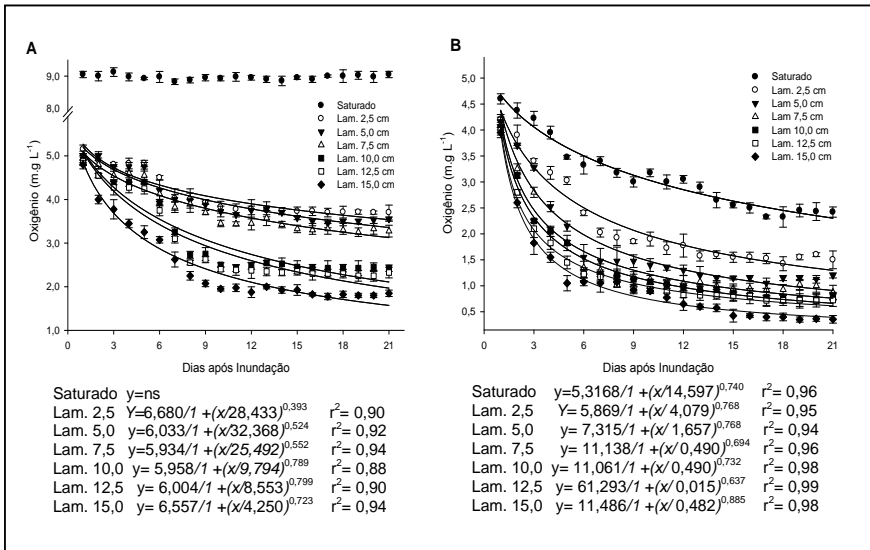 A
9,0
8,0
5,0
4,0
3,0
2,0
1,0
Oxigênio (m.g L⁻¹)
0 3 6 9 12 15 18 21
Dias após Inundação
Saturado
Lam. 2,5 cm
Lam. 5,0 cm
Lam. 7,5 cm
Lam. 10,0 cm
Lam. 12,5 cm
Lam. 15,0 cm
Saturado y=ns
Lam. 2,5 Y=6,680/1 +(x/28,433)^0,393 r²= 0,90
Lam. 5,0 y=6,033/1 +(x/32,368)^0,524 r²= 0,92
Lam. 7,5 y=5,934/1 +(x/25,492)^0,552 r²= 0,94
Lam. 10,0 y= 5,958/1 +(x/9,794)^0,789 r²= 0,88
Lam. 12,5 y= 6,004/1 +(x/8,553)^0,799 r²= 0,90
Lam. 15,0 y= 6,557/1 +(x/4,250)^0,723 r²= 0,94
B
5,0
4,5
4,0
3,5
3,0
2,5
2,0
1,5
1,0
0,5
Oxigênio (m.g L⁻¹)
0 3 6 9 12 15 18 21
Dias após Inundação
Saturado
Lam. 2,5 cm
Lam. 5,0 cm
Lam 7,5 cm
Lam 10,0 cm
Lam. 12,5 cm
Lam. 15,0 cm
Saturado y=5,3168/1 +(x/14,597)^0,740 r²= 0,96
Lam. 2,5 Y= 5,869/1 +(x/ 4,079)^0,768 r²= 0,95
Lam. 5,0 y= 7,315/1 +(x/ 1,657)^0,768 r²= 0,94
Lam. 7,5 y= 11,138/1 +(x/ 0,490)^0,694 r²= 0,96
Lam. 10,0 y= 11,061/1 +(x/ 0,490)^0,732 r²= 0,98
Lam. 12,5 y= 61,293/1 +(x/ 0,015)^0,637 r²= 0,99
Lam. 15,0 y= 11,486/1 +(x/ 0,482)^0,885 r²= 0,98